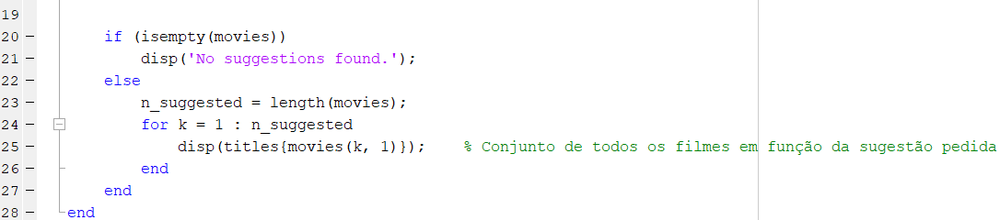 19
20 — if (isempty(movies))
21 — disp('No suggestions found.');
22 — else
23 — n_suggested = length(movies);
24 — for k = 1 : n_suggested
25 — disp(titles{movies(k, 1)}); % Conjunto de todos os filmes em função da sugestão pedida
26 — end
27 — end
28 — end